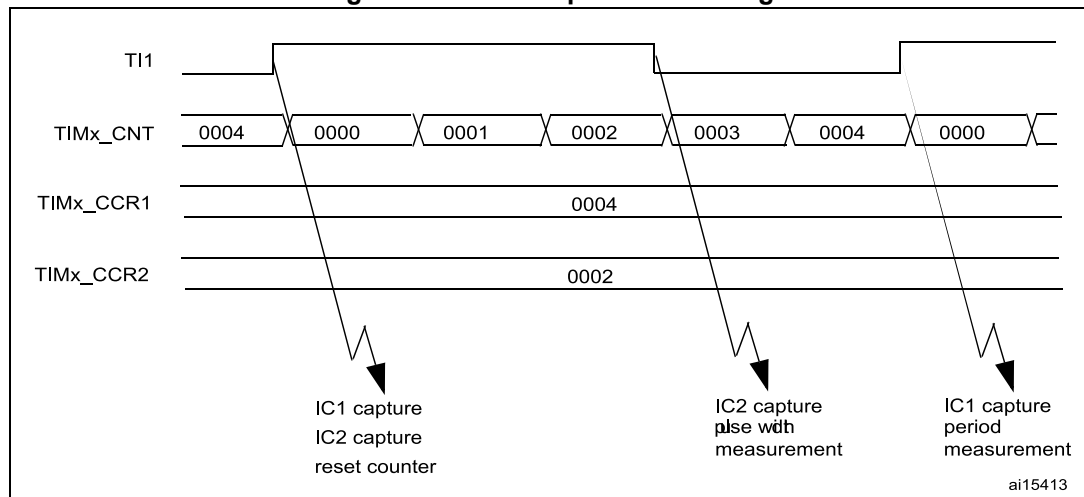 TI1
TIMx_CNT 0004 0000 0001 0002 0003 0004 0000
TIMx_CCR1 0004
TIMx_CCR2 0002
IC1 capture
IC2 capture
reset counter
IC2 capture
measurement
IC1 capture
period
measurement
ai15413